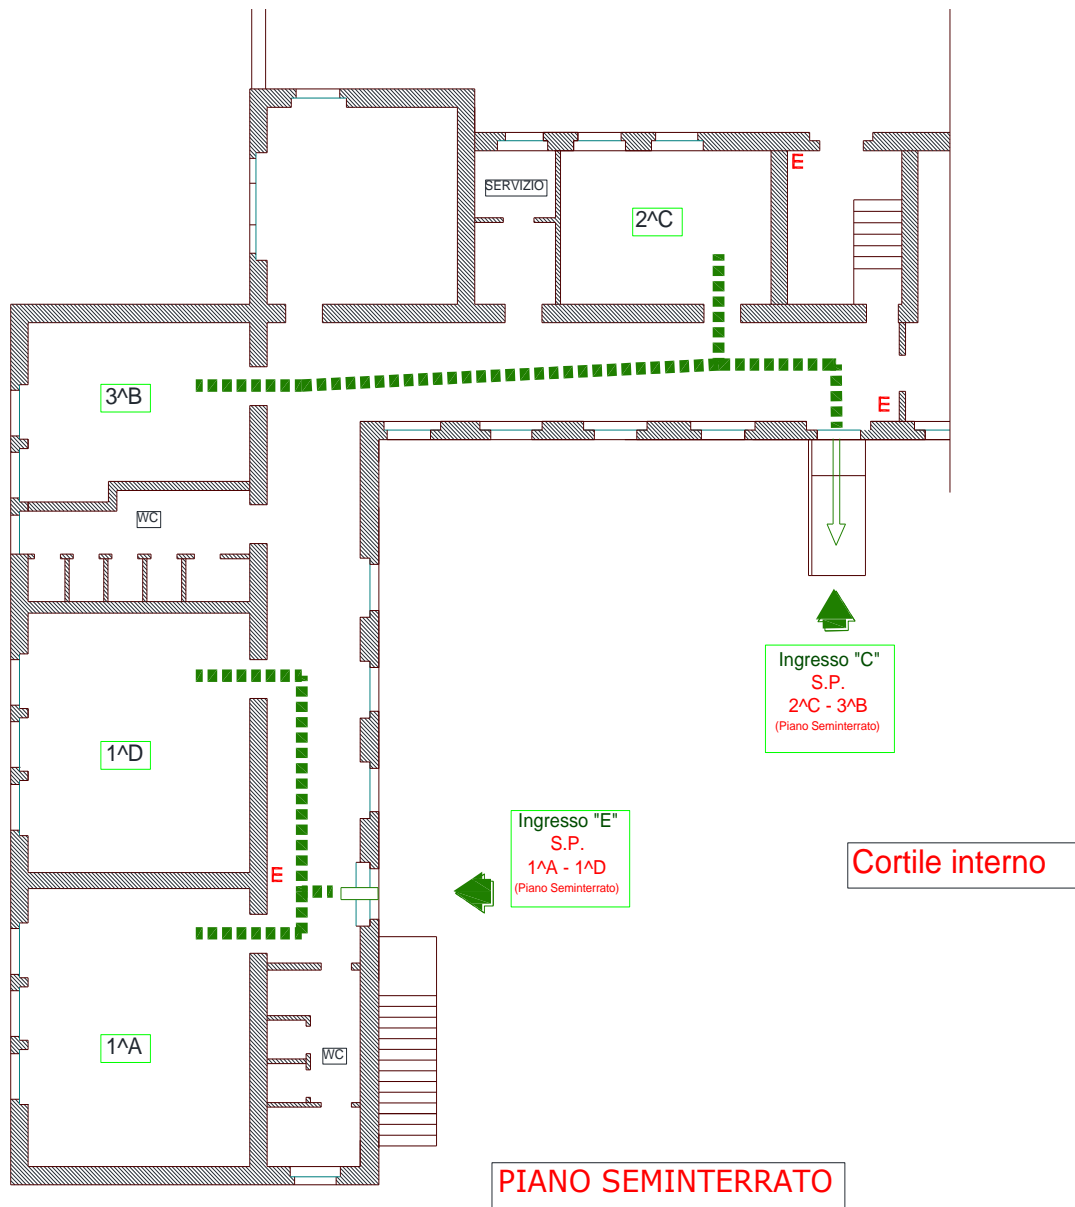 E
SERVIZIO
2^C
3^B
E
WC
Ingresso "C"
S.P.
2^C - 3^B
(Piano Seminterrato)
1^D
Ingresso "E"
S.P.
1^A - 1^D
(Piano Seminterrato)
Cortile interno
E
1^A
WC
PIANO SEMINTERRATO